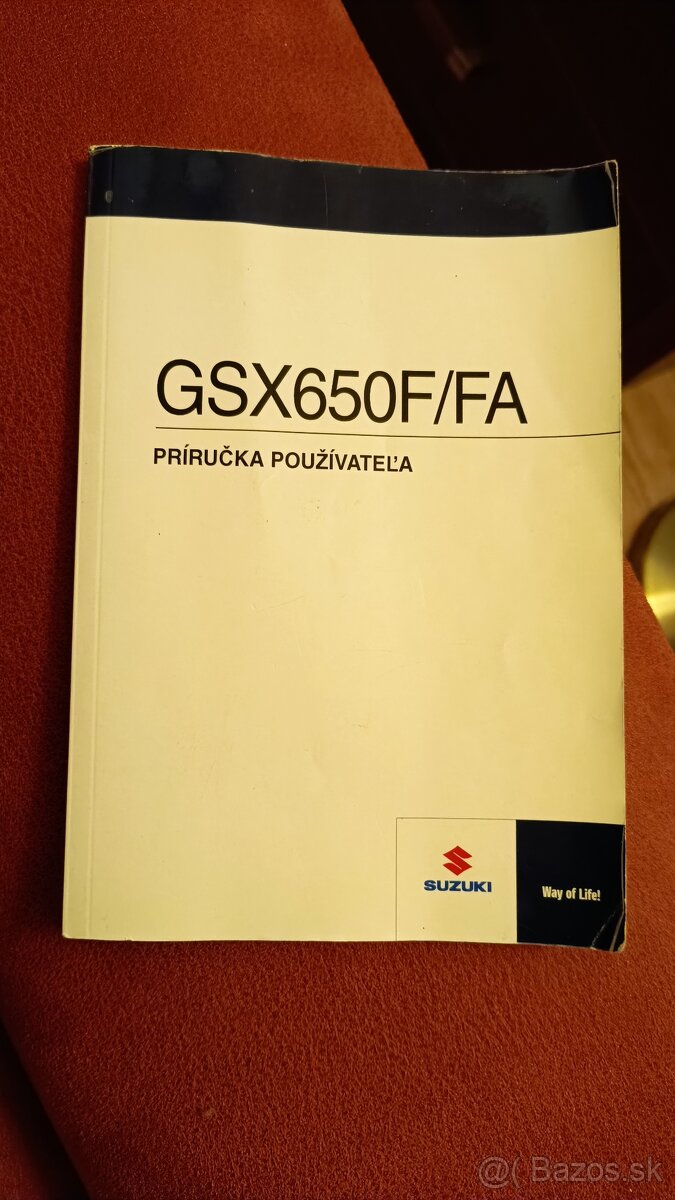 GSX650F/FA
PRÍRUČKA POUŽÍVATEĽA
SUZUKI
Way of Life!
@( Bazos.sk